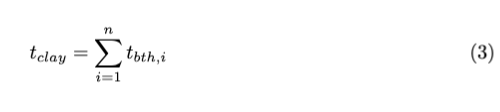 t_{clay} = \sum_{i=1}^{n} t_{bth,i} (3)